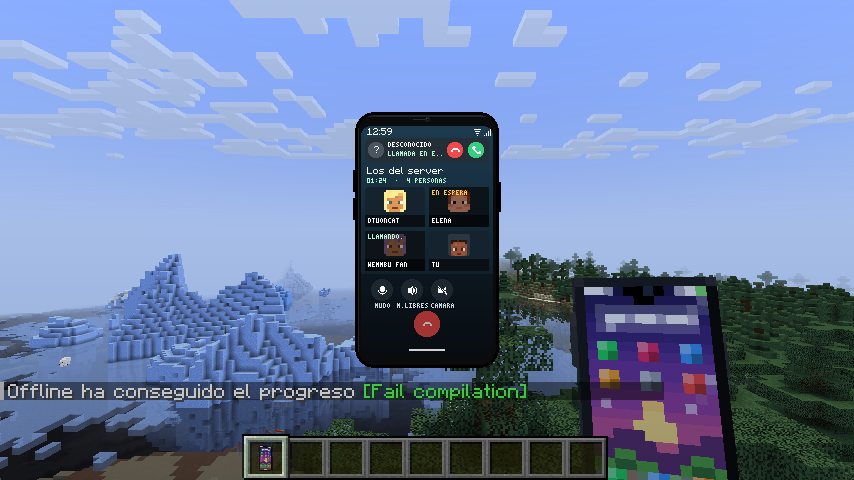 12:59
?
DESCONOCIDO
LLAMADA EN E..
Los del server
01:24 · 4 PERSONAS
EN ESPERA
DTUONCAT
ELENA
LLAMANDO..
WEMMBU FAN
TU
MUDO M.LIBRES CAMARA
Offline ha conseguido el progreso [Fail compilation]